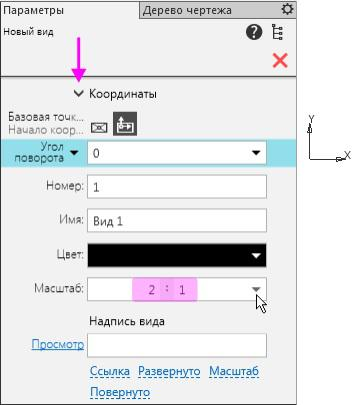 Параметры Дерево чертежа
Новый вид
Координаты
Базовая точк...
Начало коор...
Угол поворота 0
Номер: 1
Имя: Вид 1
Цвет:
Масштаб: 2 : 1
Надпись вида
Просмотр
Ссылка Развернуто Масштаб
Повернуто
Y
X